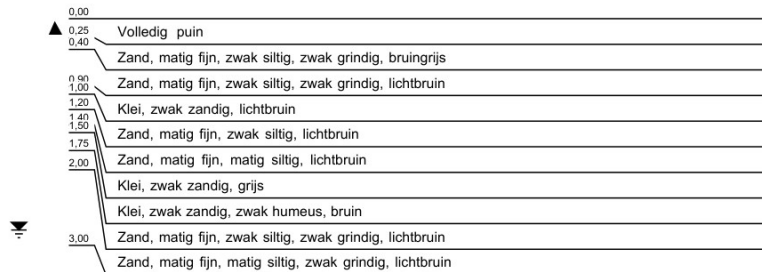 0,00
0,25 Volledig puin
0,40
Zand, matig fijn, zwak siltig, zwak grindig, bruingrijs
0,90 Zand, matig fijn, zwak siltig, zwak grindig, lichtbruin
1,00
1,20 Klei, zwak zandig, lichtbruin
1,40
1,50 Zand, matig fijn, zwak siltig, lichtbruin
1,75
Zand, matig fijn, matig siltig, lichtbruin
2,00
Klei, zwak zandig, grijs
Klei, zwak zandig, zwak humeus, bruin
3,00 Zand, matig fijn, zwak siltig, zwak grindig, lichtbruin
Zand, matig fijn, matig siltig, zwak grindig, lichtbruin